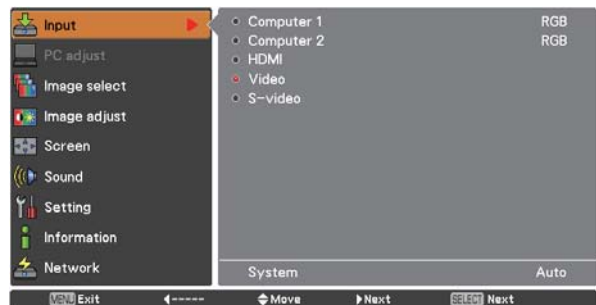 Input
PC adjust
Image select
Image adjust
Screen
Sound
Setting
Information
Network
Computer 1 RGB
Computer 2 RGB
HDMI
Video
S-video
System Auto
MENU Exit ◀----- ◆Move ▶Next SELECT Next